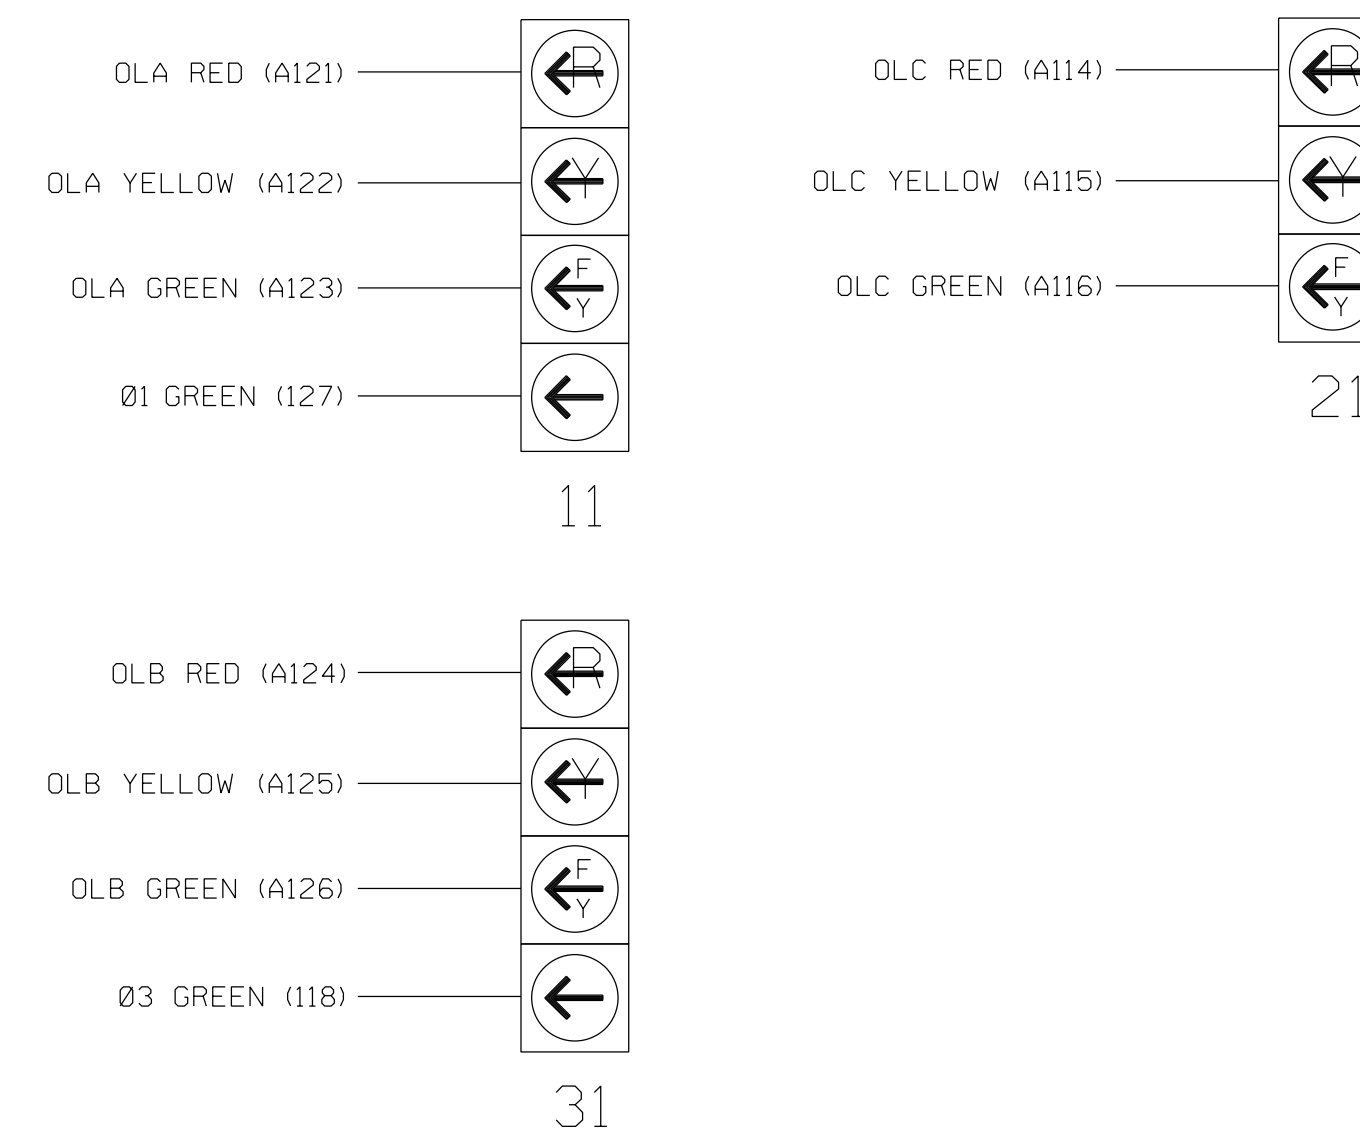 OLA RED (A121)
R
OLA YELLOW (A122)
Y
OLA GREEN (A123)
F
Y
Ø1 GREEN (127)
11
OLC RED (A114)
R
OLC YELLOW (A115)
Y
OLC GREEN (A116)
F
Y
21
OLB RED (A124)
R
OLB YELLOW (A125)
Y
OLB GREEN (A126)
F
Y
Ø3 GREEN (118)
31